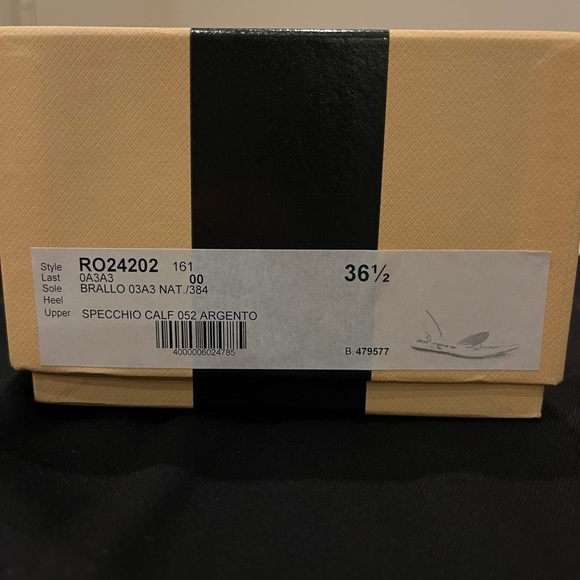 Style RO24202 161 36½
Last 0A3A3 00
Sole BRALLO 03A3 NAT./384
Heel
Upper SPECCHIO CALF 052 ARGENTO
4000006024785 B. 479577